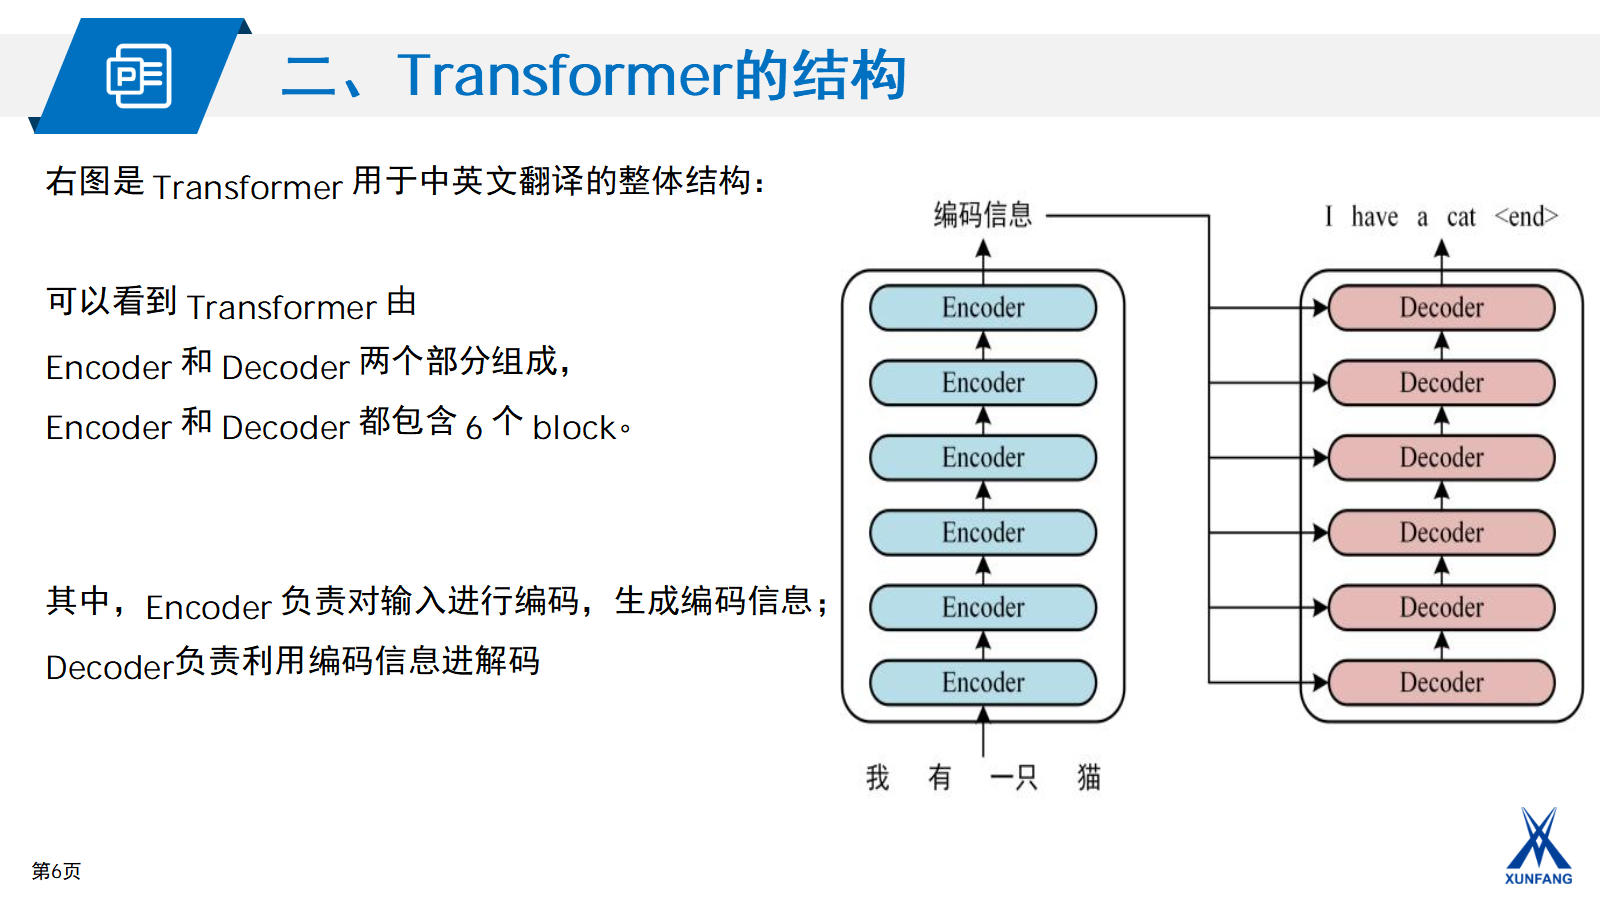 二、Transformer的结构
右图是 Transformer 用于中英文翻译的整体结构：
可以看到 Transformer 由
Encoder 和 Decoder 两个部分组成，
Encoder 和 Decoder 都包含 6 个 block。
其中，Encoder 负责对输入进行编码，生成编码信息；
Decoder负责利用编码信息进解码
编码信息
Encoder
Encoder
Encoder
Encoder
Encoder
Encoder
我 有 一只 猫
I have a cat <end>
Decoder
Decoder
Decoder
Decoder
Decoder
Decoder
第6页
XUNFANG